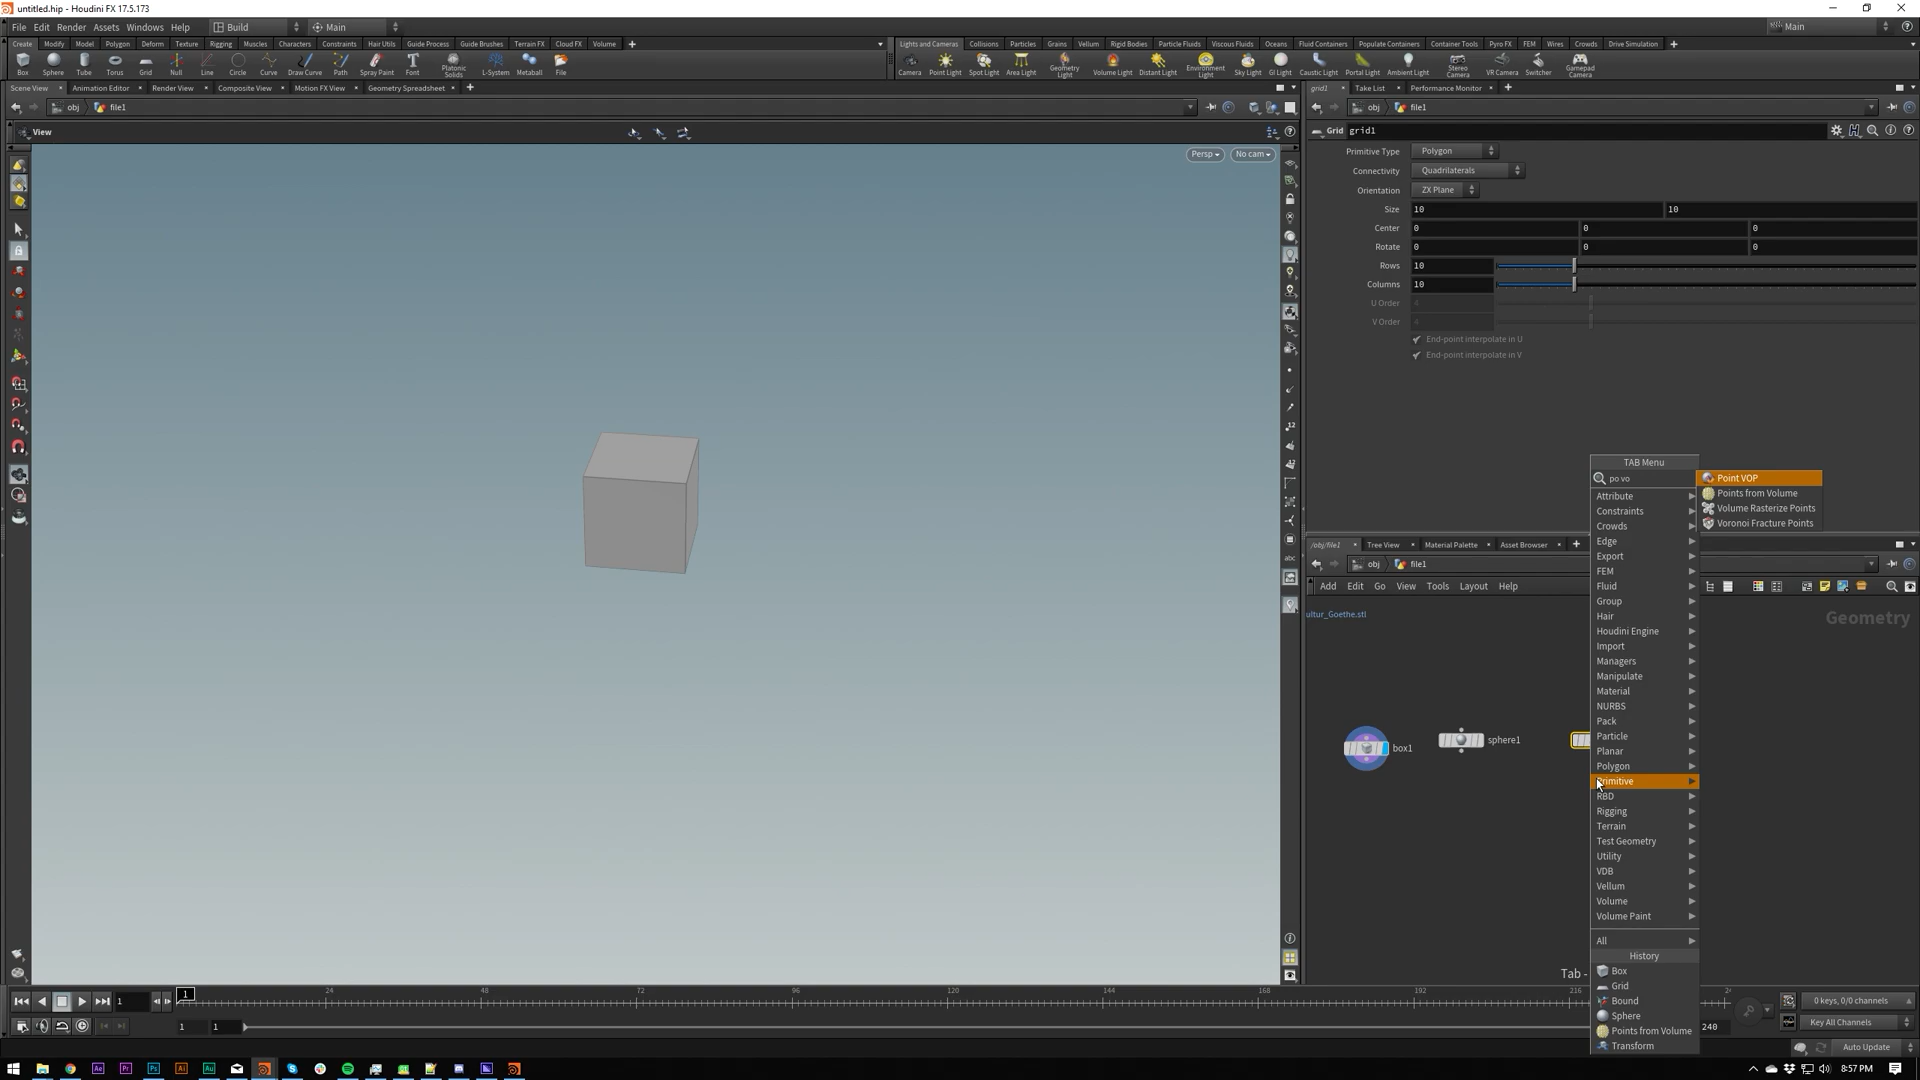 untitled.hip - Houdini FX 17.5.173
File Edit Render Assets Windows Help Build Main Main
Create Modify Model Polygon Deform Texture Rigging Muscles Characters Constraints Hair Utils Guide Process Guide Brushes Terrain FX Cloud FX Volume
Lights and Cameras Collisions Particles Grains Vellum Rigid Bodies Particle Fluids Viscous Fluids Oceans Fluid Containers Populate Containers Container Tools Pyro FX FEM Wires Crowds Drive Simulation
Box Sphere Tube Torus Grid Null Line Circle Curve Draw Curve Path Spray Paint Font Platonic Solids L-System Metaball File
Camera Point Light Spot Light Area Light Geometry Light Volume Light Distant Light Environment Light Sky Light GI Light Caustic Light Portal Light Ambient Light Stereo Camera VR Camera Switcher Gamepad Camera
Scene View Animation Editor Render View Composite View Motion FX View Geometry Spreadsheet
grid1 Take List Performance Monitor
obj file1
obj file1
View
Persp No cam
Grid grid1
Primitive Type Polygon
Connectivity Quadrilaterals
Orientation ZX Plane
Size 10 10
Center 0 0 0
Rotate 0 0 0
Rows 10
Columns 10
U Order 4
V Order 4
End-point interpolate in U
End-point interpolate in V
TAB Menu
po vo
Point VOP
Points from Volume
Volume Rasterize Points
Voronoi Fracture Points
Attribute
Constraints
Crowds
Edge
Export
FEM
Fluid
Group
Hair
Houdini Engine
Import
Managers
Manipulate
Material
NURBS
Pack
Particle
Planar
Polygon
Primitive
RBD
Rigging
Terrain
Test Geometry
Utility
VDB
Vellum
Volume
Volume Paint
All
History
Box
Grid
Bound
Sphere
Points from Volume
Transform
/obj/file1 Tree View Material Palette Asset Browser
obj file1
Add Edit Go View Tools Layout Help
ultur_Goethe.stl
Geometry
box1
sphere1
Tab -
abc
1 1 24 48 72 96 120 144 168 192 216
1 1 240
0 keys, 0/0 channels
Key All Channels
Auto Update
8:57 PM